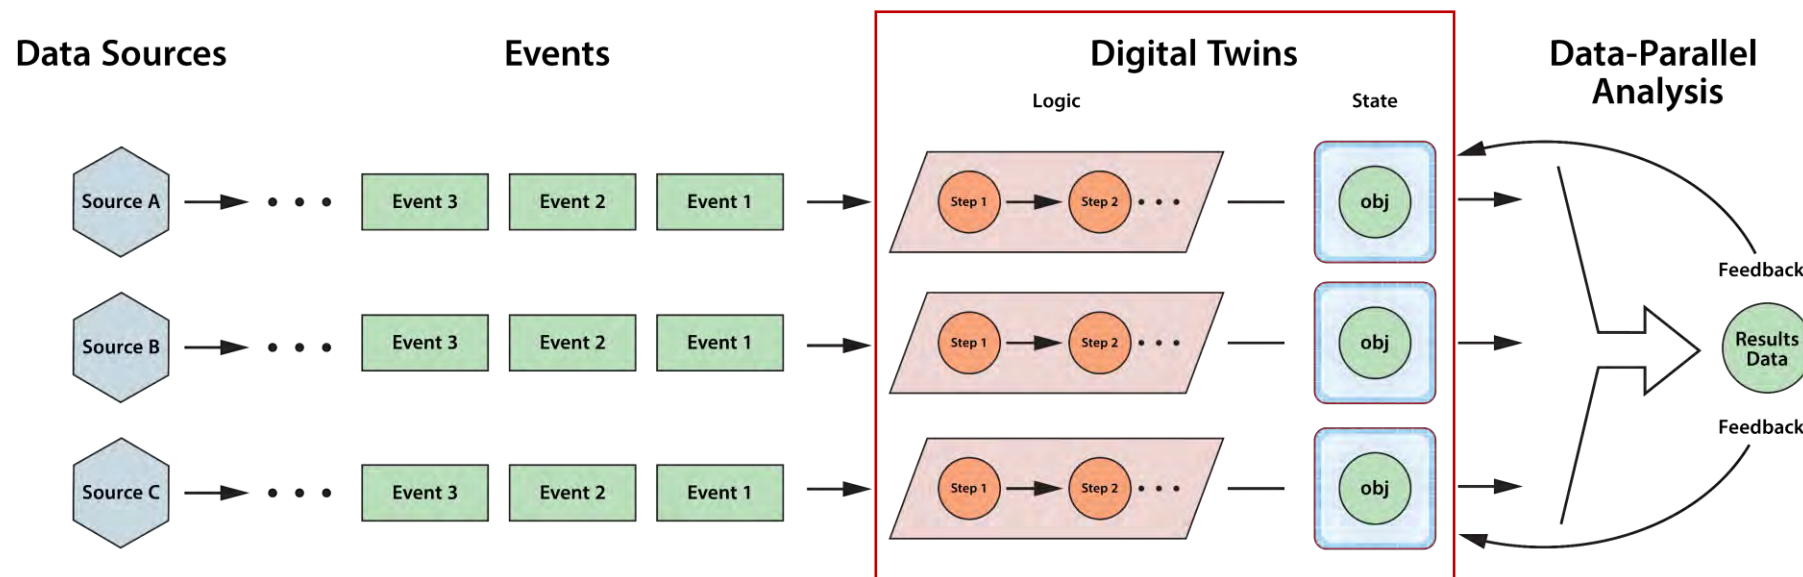 Data Sources
Events
Digital Twins
Data-Parallel
Analysis
Logic
State
Source A
Event 3
Event 2
Event 1
Step 1
Step 2
obj
Feedback
Source B
Event 3
Event 2
Event 1
Step 1
Step 2
obj
Results
Data
Feedback
Source C
Event 3
Event 2
Event 1
Step 1
Step 2
obj